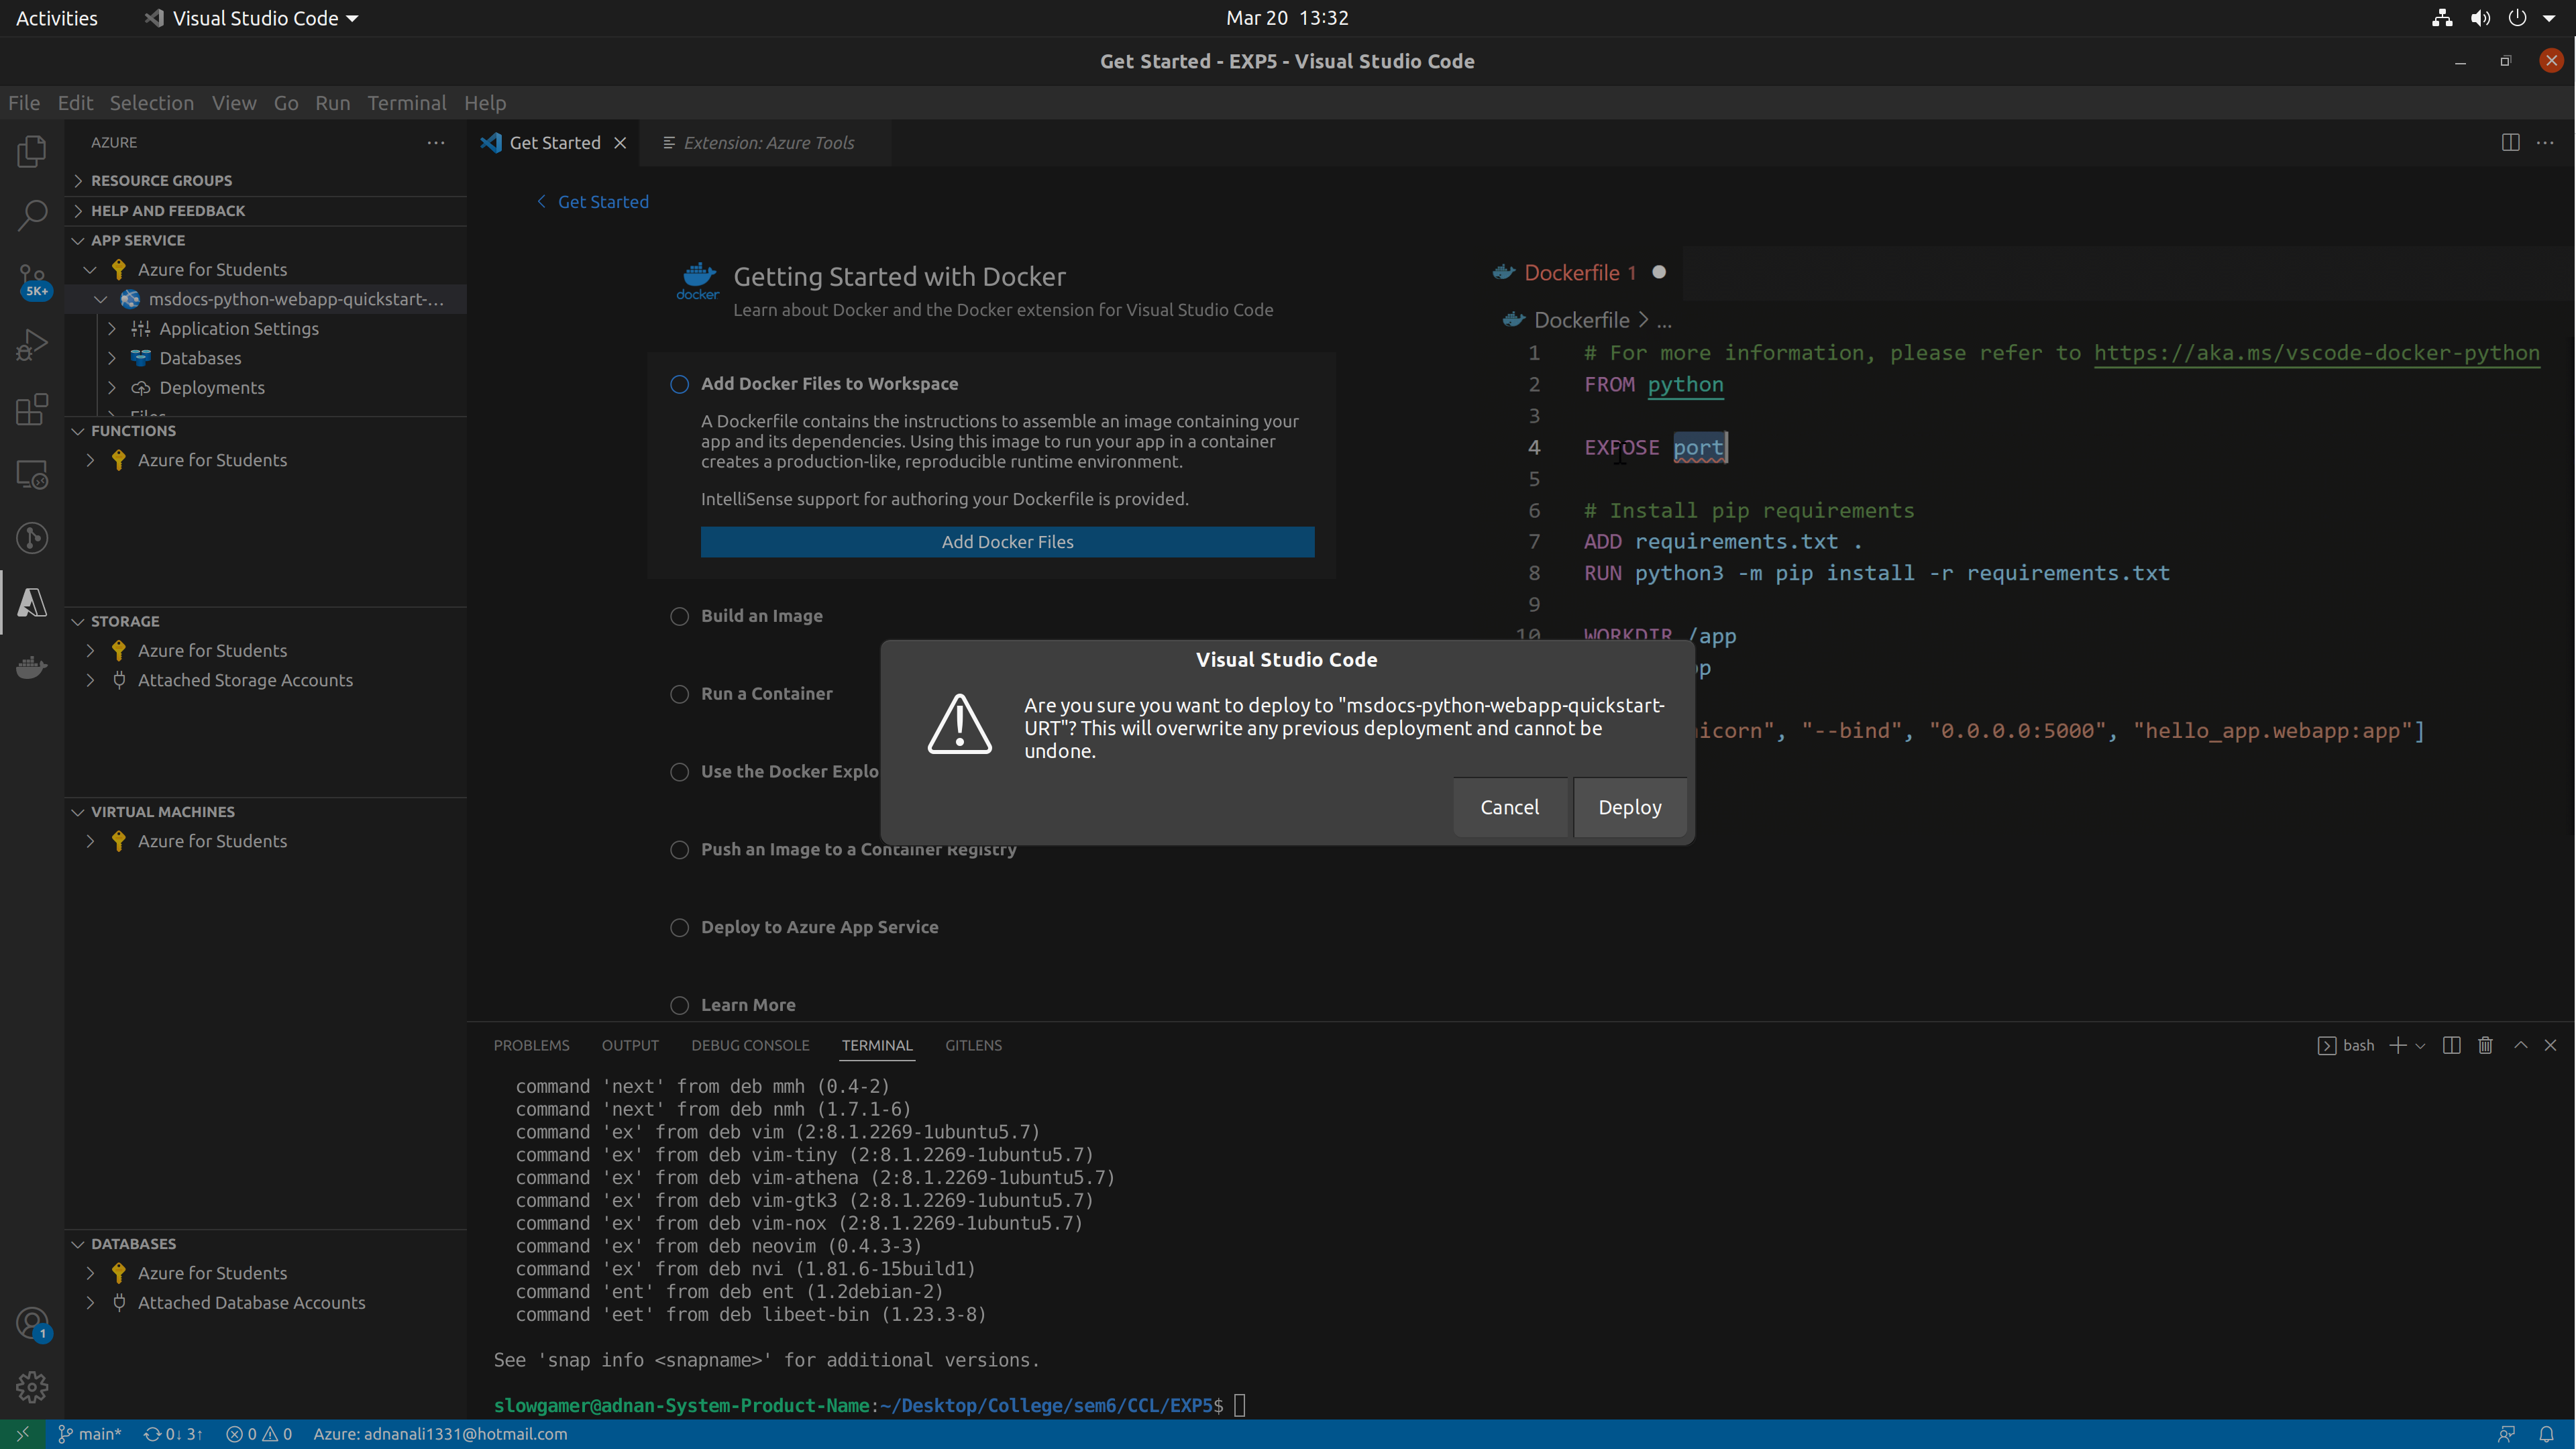 Activities
Visual Studio Code
Mar 20 13:32
Get Started - EXP5 - Visual Studio Code
File Edit Selection View Go Run Terminal Help
AZURE
RESOURCE GROUPS
HELP AND FEEDBACK
APP SERVICE
Azure for Students
msdocs-python-webapp-quickstart-...
Application Settings
Databases
Deployments
FUNCTIONS
Azure for Students
STORAGE
Azure for Students
Attached Storage Accounts
VIRTUAL MACHINES
Azure for Students
DATABASES
Azure for Students
Attached Database Accounts
5K+
1
Get Started
Extension: Azure Tools
Get Started
docker
Getting Started with Docker
Learn about Docker and the Docker extension for Visual Studio Code
Add Docker Files to Workspace
A Dockerfile contains the instructions to assemble an image containing your
app and its dependencies. Using this image to run your app in a container
creates a production-like, reproducible runtime environment.
IntelliSense support for authoring your Dockerfile is provided.
Add Docker Files
Build an Image
Run a Container
Use the Docker Explo
Push an Image to a Container Registry
Deploy to Azure App Service
Learn More
Dockerfile 1
Dockerfile > ...
1 # For more information, please refer to https://aka.ms/vscode-docker-python
2 FROM python
3
4 EXPOSE port
5
6 # Install pip requirements
7 ADD requirements.txt .
8 RUN python3 -m pip install -r requirements.txt
9
10 WORKDIR /app
nicorn", "--bind", "0.0.0.0:5000", "hello_app.webapp:app"]
Visual Studio Code
Are you sure you want to deploy to "msdocs-python-webapp-quickstart-
URT"? This will overwrite any previous deployment and cannot be
undone.
Cancel
Deploy
PROBLEMS OUTPUT DEBUG CONSOLE TERMINAL GITLENS
bash
command 'next' from deb mmh (0.4-2)
command 'next' from deb nmh (1.7.1-6)
command 'ex' from deb vim (2:8.1.2269-1ubuntu5.7)
command 'ex' from deb vim-tiny (2:8.1.2269-1ubuntu5.7)
command 'ex' from deb vim-athena (2:8.1.2269-1ubuntu5.7)
command 'ex' from deb vim-gtk3 (2:8.1.2269-1ubuntu5.7)
command 'ex' from deb vim-nox (2:8.1.2269-1ubuntu5.7)
command 'ex' from deb neovim (0.4.3-3)
command 'ex' from deb nvi (1.81.6-15build1)
command 'ent' from deb ent (1.2debian-2)
command 'eet' from deb libeet-bin (1.23.3-8)
See 'snap info <snapname>' for additional versions.
slowgamer@adnan-System-Product-Name:~/Desktop/College/sem6/CCL/EXP5$
main* 0↓ 3↑ 0 0 Azure: adnanali1331@hotmail.com